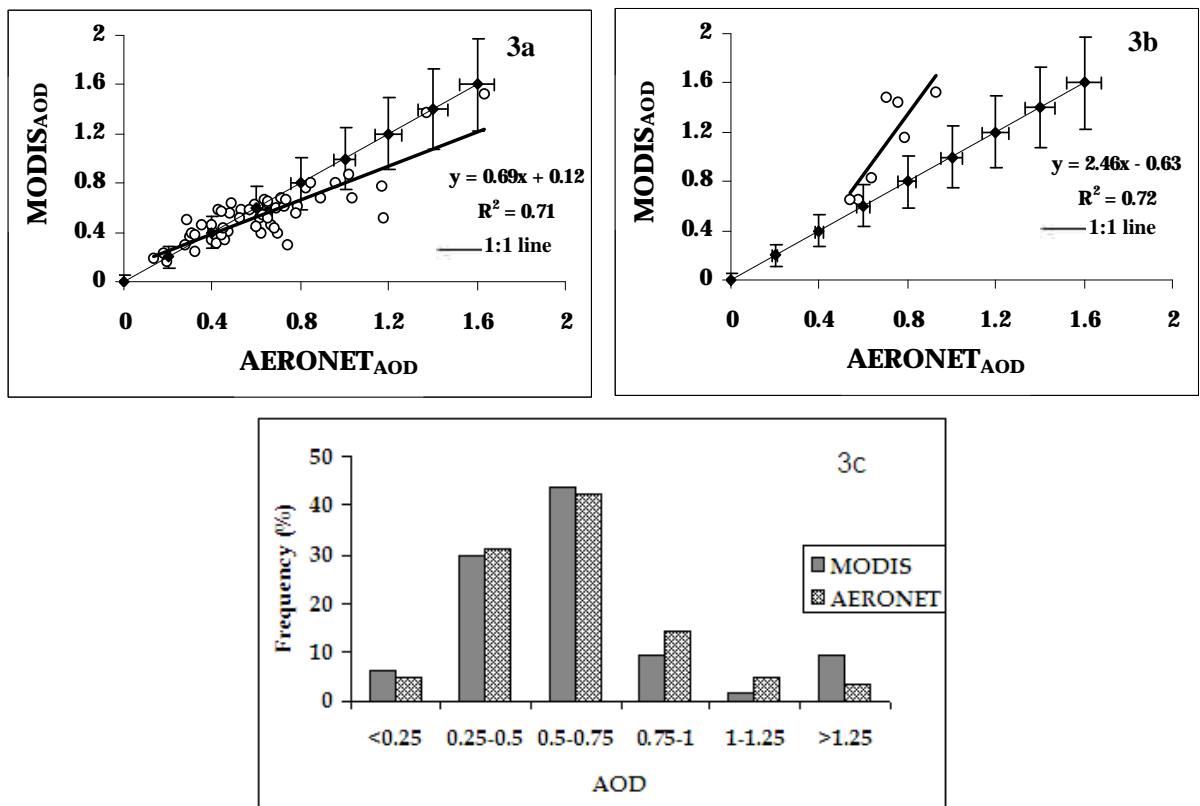 3a
MODIS_AOD
2
1.6
1.2
0.8
0.4
0
y = 0.69x + 0.12
R² = 0.71
1:1 line
0 0.4 0.8 1.2 1.6 2
AERONET_AOD
3b
MODIS_AOD
2
1.6
1.2
0.8
0.4
0
y = 2.46x - 0.63
R² = 0.72
1:1 line
0 0.4 0.8 1.2 1.6 2
AERONET_AOD
3c
Frequency (%)
50
40
30
20
10
0
MODIS
AERONET
<0.25 0.25-0.5 0.5-0.75 0.75-1 1-1.25 >1.25
AOD